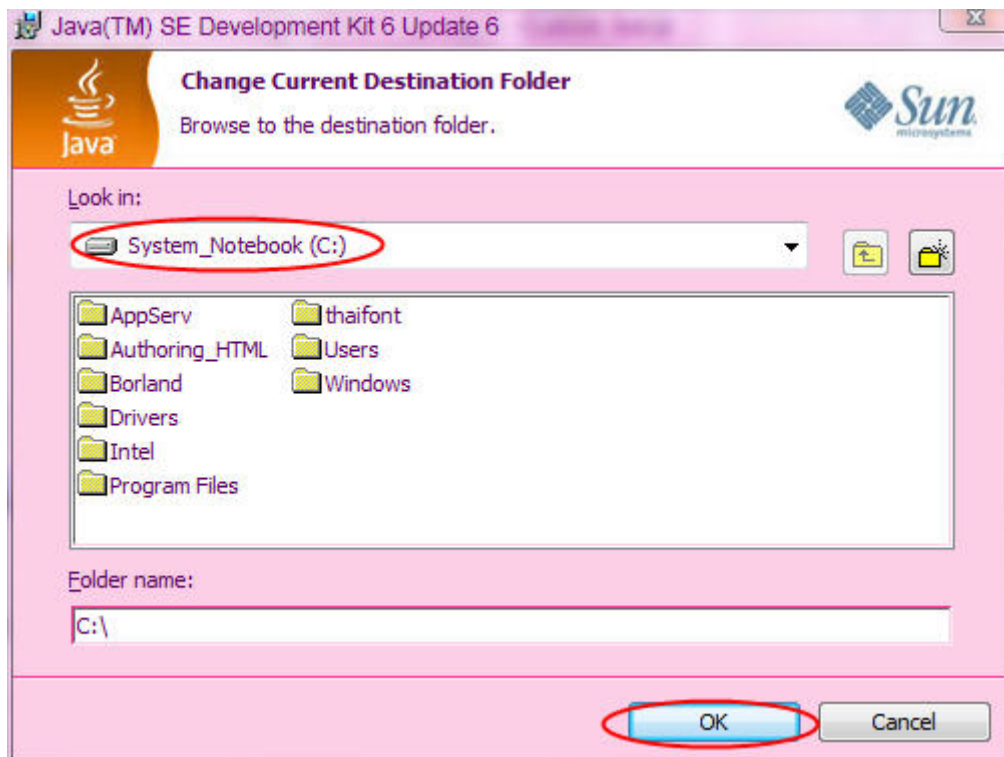 Java(TM) SE Development Kit 6 Update 6
Java
Change Current Destination Folder
Browse to the destination folder.
Sun
microsystems
Look in:
System_Notebook (C:)
AppServ
Authoring_HTML
Borland
Drivers
Intel
Program Files
thaifont
Users
Windows
Folder name:
C:\
OK
Cancel